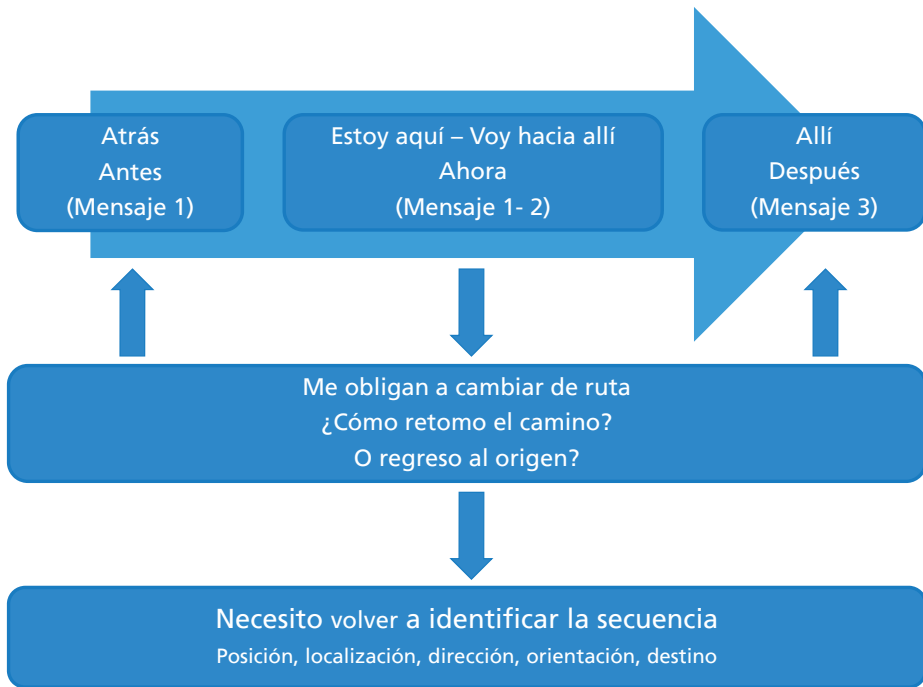 Atrás
Antes
(Mensaje 1)
Estoy aquí – Voy hacia allí
Ahora
(Mensaje 1- 2)
Allí
Después
(Mensaje 3)
Me obligan a cambiar de ruta
¿Cómo retomo el camino?
O regreso al origen?
Necesito volver a identificar la secuencia
Posición, localización, dirección, orientación, destino